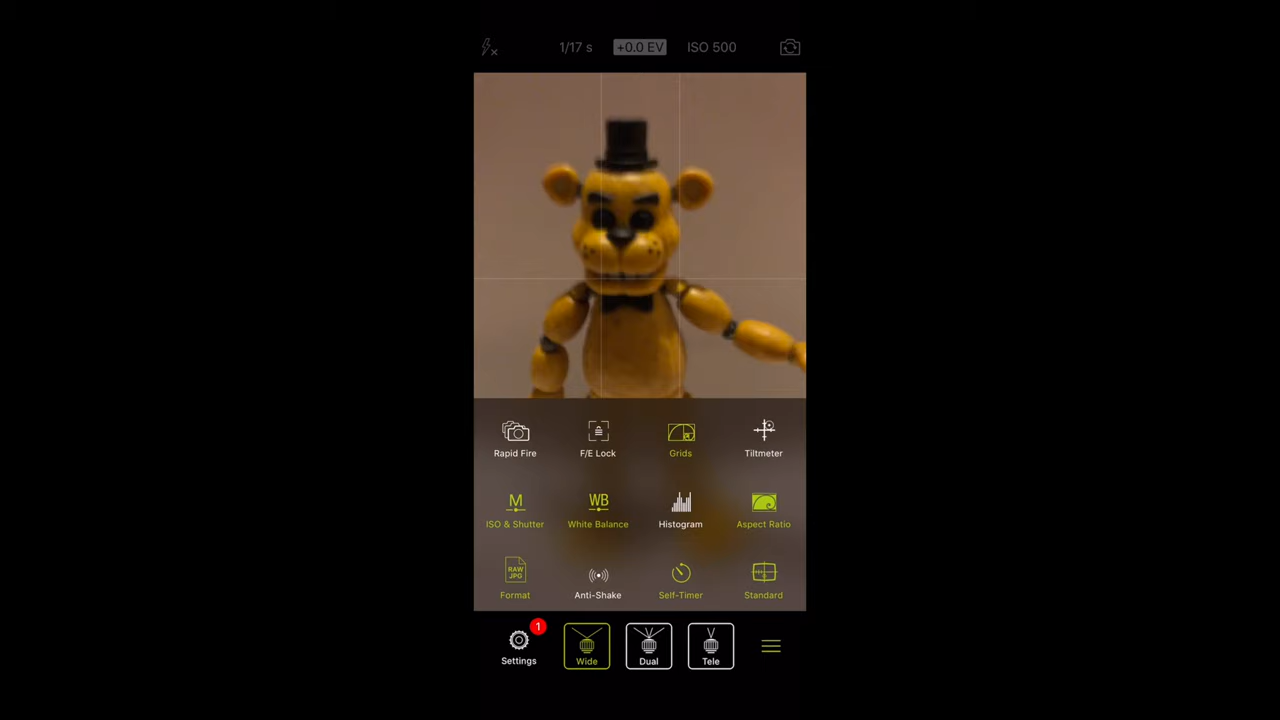 1/17 s +0.0 EV ISO 500
Rapid Fire F/E Lock Grids Tiltmeter
M WB
ISO & Shutter White Balance Histogram Aspect Ratio
RAW
JPG
Format Anti-Shake Self-Timer Standard
1
Settings Wide Dual Tele